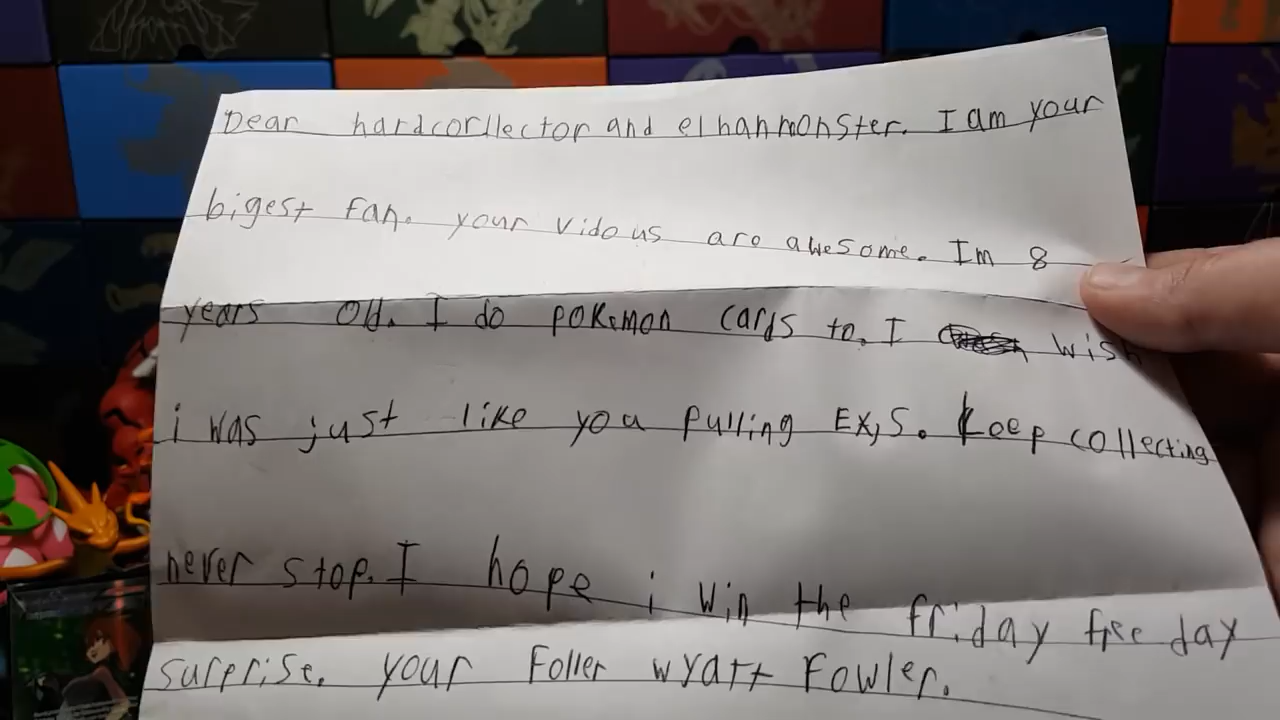 Dear hardcorllector and elhanmonster. I am your
bigest fan. your vidous are awesome. Im 8
years old. I do pokemon cards to. I wish
i was just like you pulling EX,S. keep collecting
never stop. I hope i win the friday free day
surprise. your Foller wyatt Fowler.